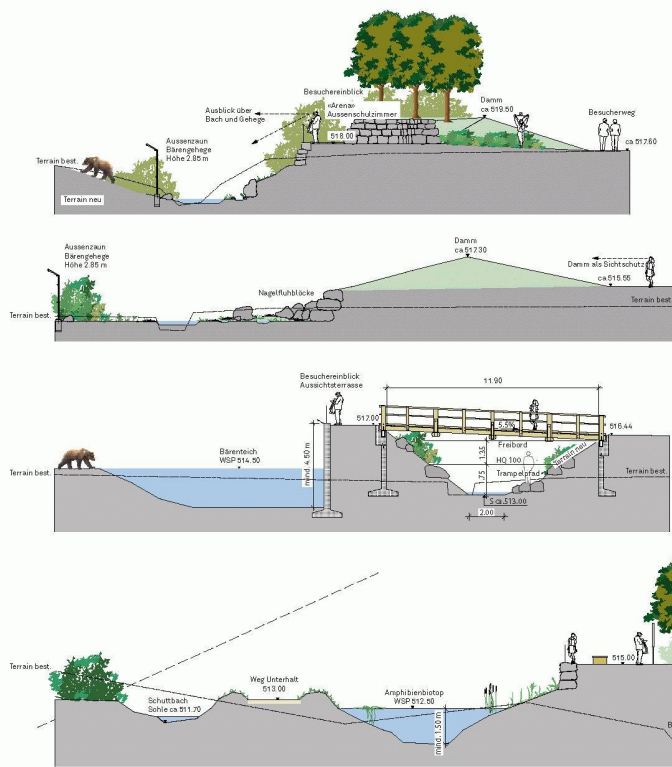 Besuchereinblick
«Arena»
Aussenschulzimmer
518.00
Ausblick über
Bach und Gehege
Damm
ca 519.50
Besucherweg
ca 517.60
Aussenzaun
Bärengehege
Höhe 2.85 m
Terrain best.
Terrain neu
Aussenzaun
Bärengehege
Höhe 2.85 m
Damm
ca 517.30
Damm als Sichtschutz
ca 515.55
Nagelfluhblöcke
Terrain best.
Terrain best.
Besuchereinblick
Aussichtsterrasse
11.90
517.00
5,5%
516.44
Bärenteich
WSP 514.50
mind. 4.50 m
Freibord
1.35
HQ 100
Terrain neu
Trampelpfad
.75
Terrain best.
Terrain best.
S ca. 513.00
2.00
Terrain best.
Weg Unterhalt
513.00
Schuttbach
Sohle ca 511.70
Amphibienbiotop
WSP 512.50
mind. 1.50 m
515.00